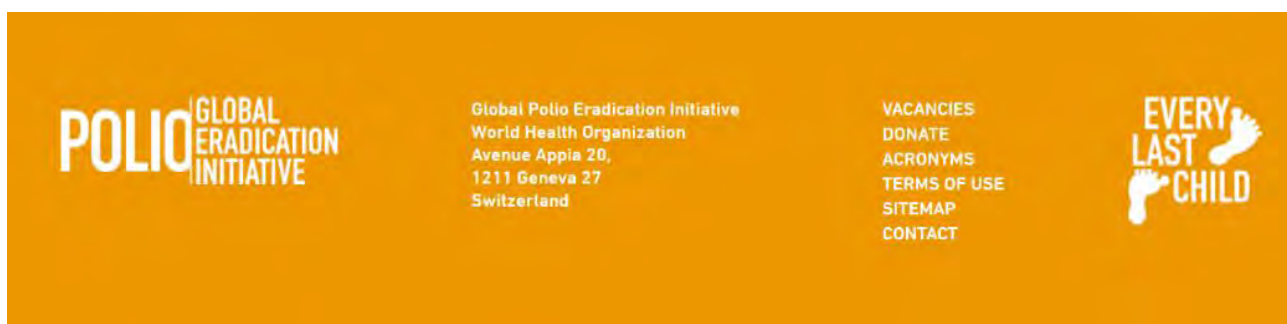 POLIO
GLOBAL
ERADICATION
INITIATIVE
Global Polio Eradication Initiative
World Health Organization
Avenue Appia 20,
1211 Geneva 27
Switzerland
VACANCIES
DONATE
ACRONYMS
TERMS OF USE
SITEMAP
CONTACT
EVERY
LAST
CHILD